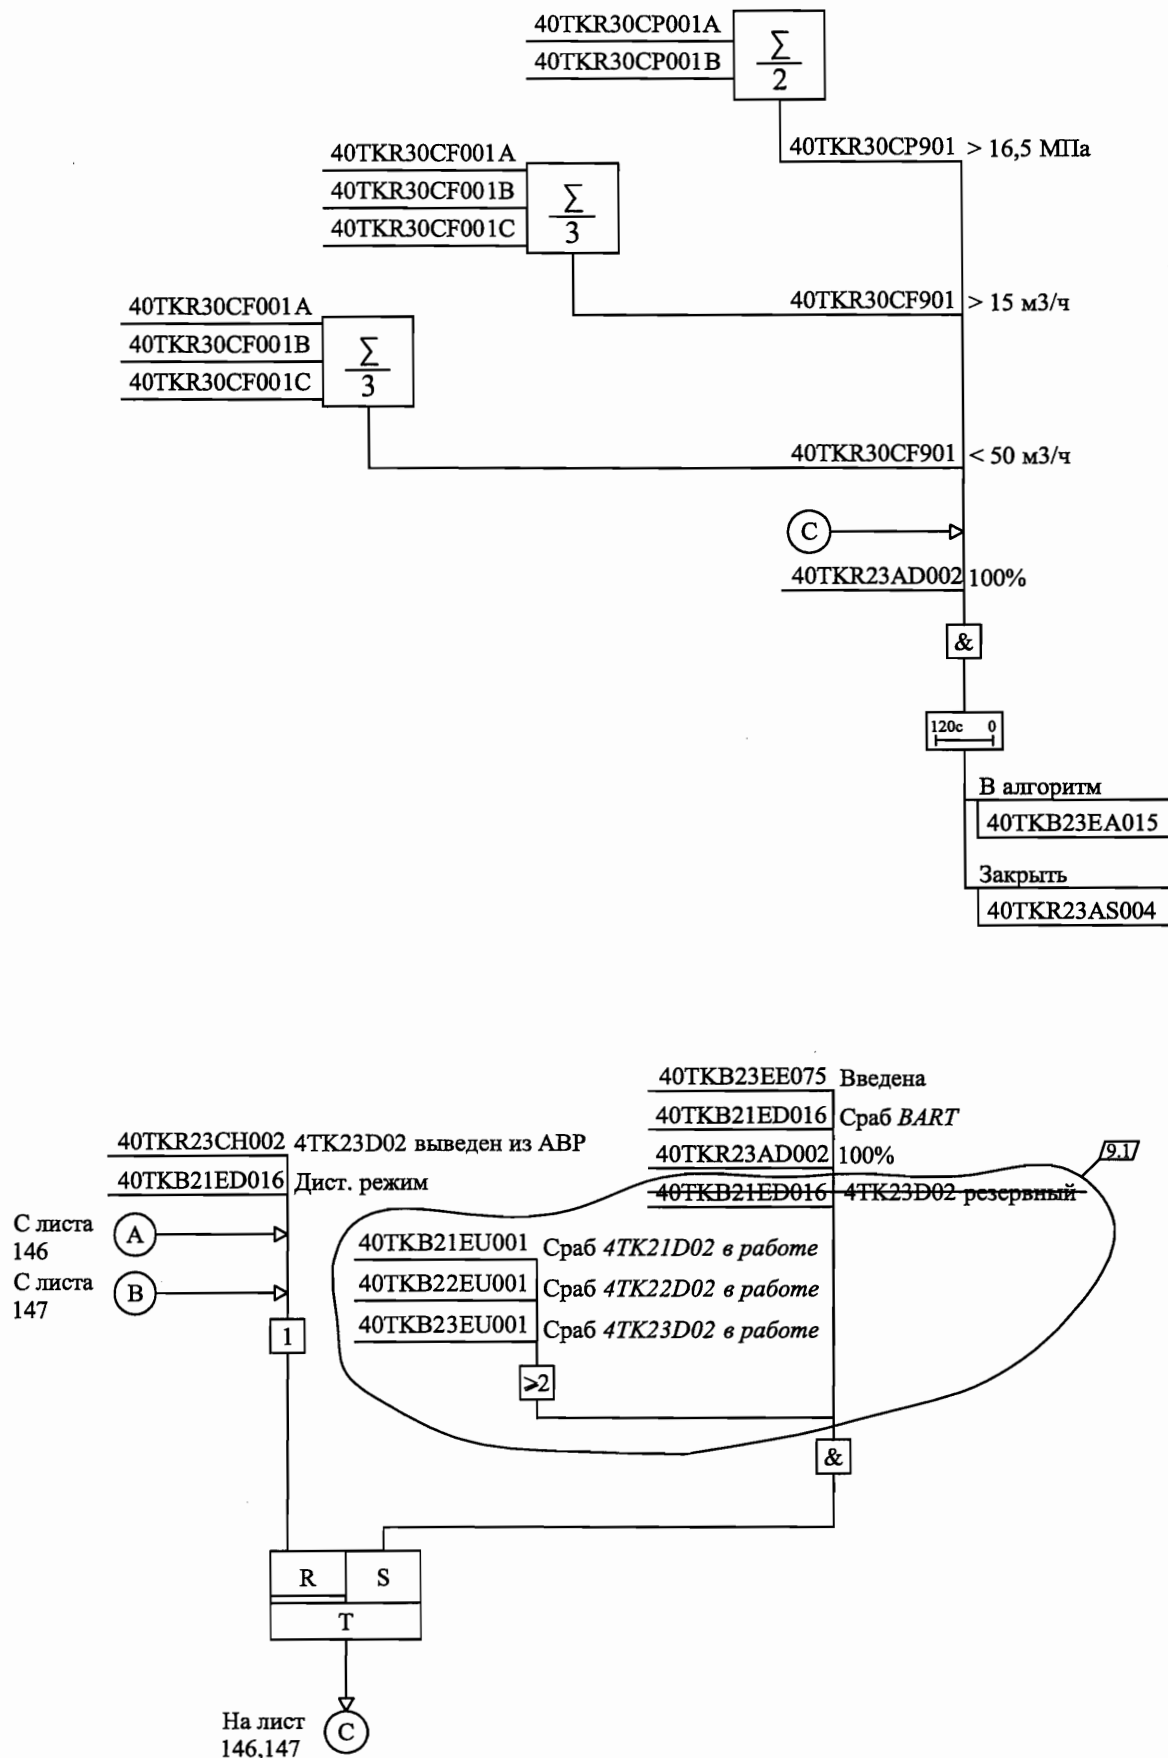 40TKR30CP001A
40TKR30CP001B
∑
2
40TKR30CP901 > 16,5 МПа
40TKR30CF001A
40TKR30CF001B
40TKR30CF001C
∑
3
40TKR30CF901 > 15 м3/ч
40TKR30CF001A
40TKR30CF001B
40TKR30CF001C
∑
3
40TKR30CF901 < 50 м3/ч
C
40TKR23AD002 100%
&
120с 0
В алгоритм
40TKB23EA015
Закрыть
40TKR23AS004
40TKB23EE075 Введена
40TKB21ED016 Сраб BART
40TKR23AD002 100%
40TKB21ED016 4TK23D02 резервный
9.1
40TKR23CH002 4TK23D02 выведен из АВР
40TKB21ED016 Дист. режим
С листа
146
A
С листа
147
B
1
40TKB21EU001 Сраб 4TK21D02 в работе
40TKB22EU001 Сраб 4TK22D02 в работе
40TKB23EU001 Сраб 4TK23D02 в работе
⩾2
&
R S
T
На лист
146,147
C